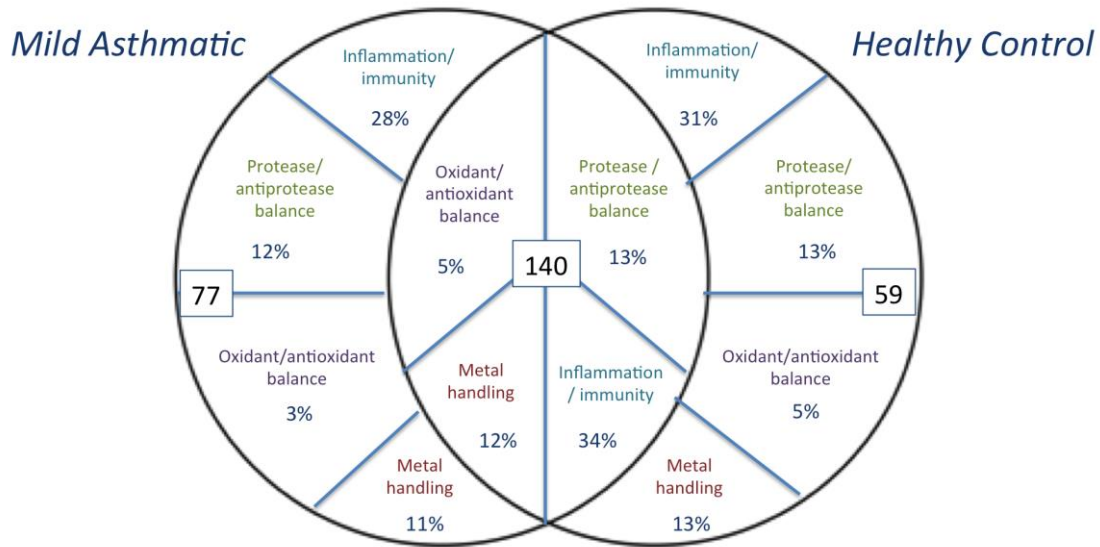 Mild Asthmatic
Healthy Control
Inflammation/
immunity
28%
Inflammation/
immunity
31%
Protease/
antiprotease
balance
12%
Oxidant/
antioxidant
balance
5%
Protease /
antiprotease
balance
13%
Protease/
antiprotease
balance
13%
77
140
59
Oxidant/antioxidant
balance
3%
Metal
handling
12%
Inflammation
/ immunity
34%
Oxidant/antioxidant
balance
5%
Metal
handling
11%
Metal
handling
13%